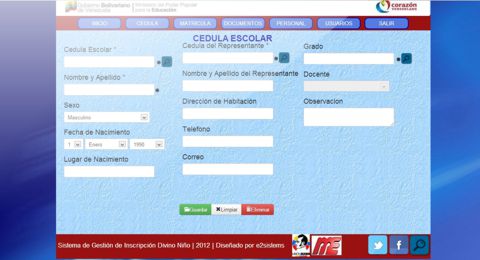 Gobierno Bolivariano
de Venezuela
Ministerio del Poder Popular
para la Educación
corazón
VENEZOLANO
INICIO
CEDULA
MATRICULA
DOCUMENTOS
PERSONAL
USUARIOS
SALIR
CEDULA ESCOLAR
Cedula Escolar *
Nombre y Apellido *
Sexo
Masculino
Fecha de Nacimiento
1 Enero 1990
Lugar de Nacimiento
Cedula del Representante *
Nombre y Apellido del Representante
Dirección de Habitación
Telefono
Correo
Grado
Docente
Observacion
Guardar
Limpiar
Eliminar
Sistema de Gestión de Inscripción Divino Niño | 2012 | Diseñado por e2sistems